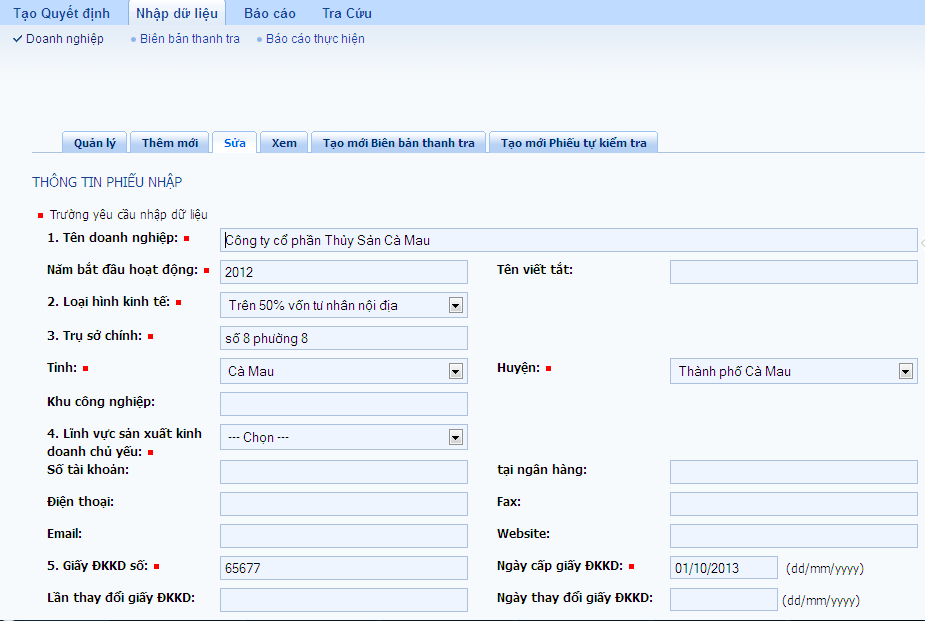 Tạo Quyết định Nhập dữ liệu Báo cáo Tra Cứu
Doanh nghiệp Biên bản thanh tra Báo cáo thực hiện
Quản lý Thêm mới Sửa Xem Tạo mới Biên bản thanh tra Tạo mới Phiếu tự kiểm tra
THÔNG TIN PHIẾU NHẬP
Trường yêu cầu nhập dữ liệu
1. Tên doanh nghiệp: Công ty cổ phần Thủy Sản Cà Mau
Năm bắt đầu hoạt động: 2012 Tên viết tắt:
2. Loại hình kinh tế: Trên 50% vốn tư nhân nội địa
3. Trụ sở chính: số 8 phường 8
Tỉnh: Cà Mau Huyện: Thành phố Cà Mau
Khu công nghiệp:
4. Lĩnh vực sản xuất kinh --- Chọn ---
doanh chủ yếu:
Số tài khoản: tại ngân hàng:
Điện thoại: Fax:
Email: Website:
5. Giấy ĐKKD số: 65677 Ngày cấp giấy ĐKKD: 01/10/2013 (dd/mm/yyyy)
Lần thay đổi giấy ĐKKD: Ngày thay đổi giấy ĐKKD: (dd/mm/yyyy)